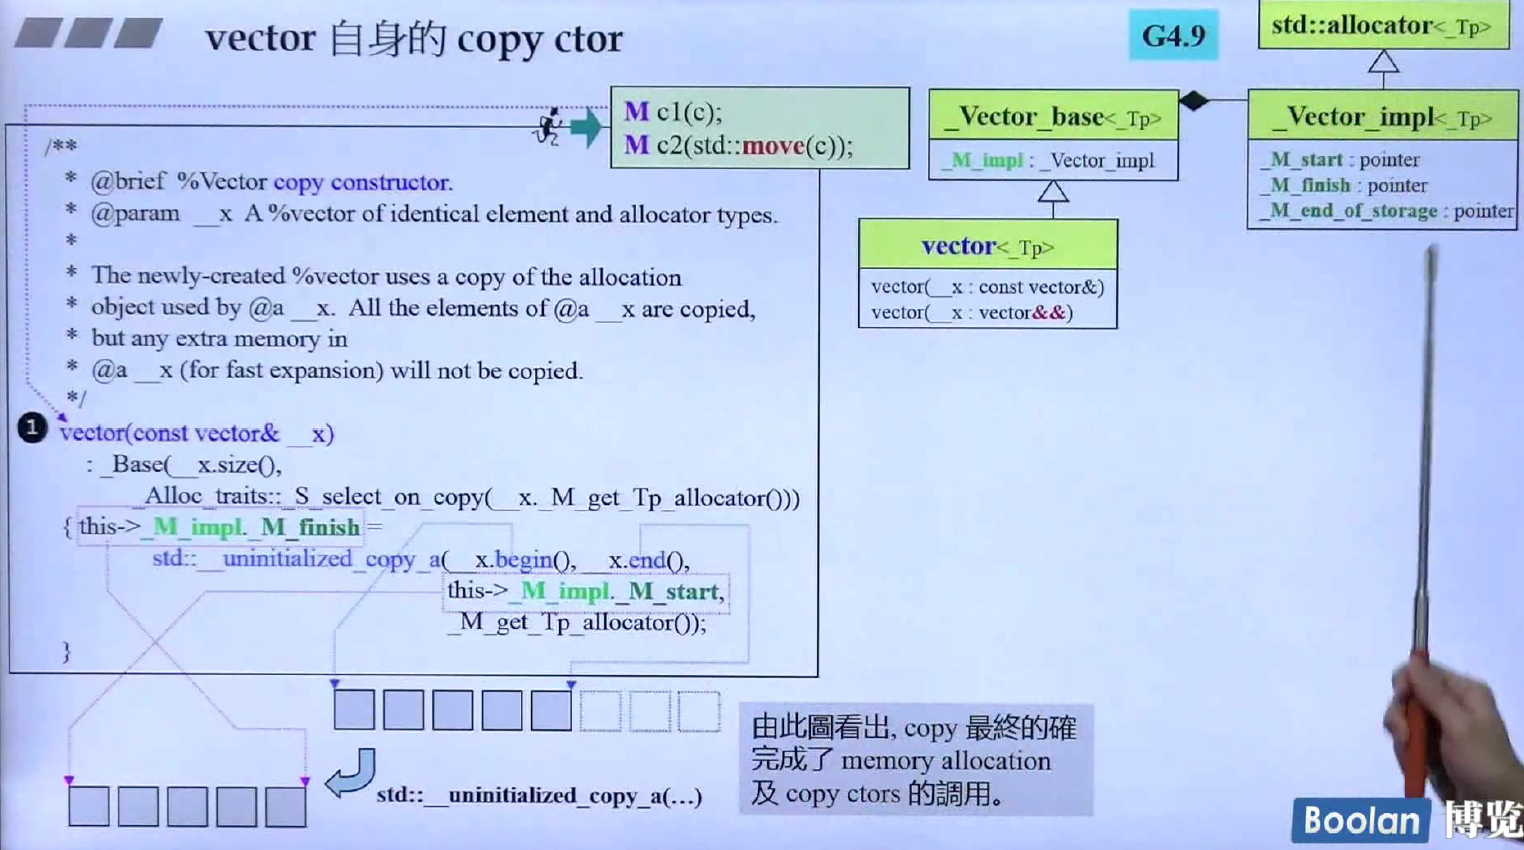 vector 自身的 copy ctor
G4.9
std::allocator<_Tp>
M c1(c);
M c2(std::move(c));
_Vector_base<_Tp>
_M_impl : _Vector_impl
_Vector_impl<_Tp>
_M_start : pointer
_M_finish : pointer
_M_end_of_storage : pointer
vector<_Tp>
vector(__x : const vector&)
vector(__x : vector&&)
/**
* @brief %Vector copy constructor.
* @param __x A %vector of identical element and allocator types.
*
* The newly-created %vector uses a copy of the allocation
* object used by @a __x. All the elements of @a __x are copied,
* but any extra memory in
* @a __x (for fast expansion) will not be copied.
*/
1 vector(const vector& __x)
: _Base(__x.size(),
_Alloc_traits::_S_select_on_copy(__x._M_get_Tp_allocator()))
{ this->_M_impl._M_finish =
std::__uninitialized_copy_a(__x.begin(), __x.end(),
this->_M_impl._M_start,
_M_get_Tp_allocator());
}
std::__uninitialized_copy_a(…)
由此圖看出, copy 最終的確
完成了 memory allocation
及 copy ctors 的調用。
Boolan 博览